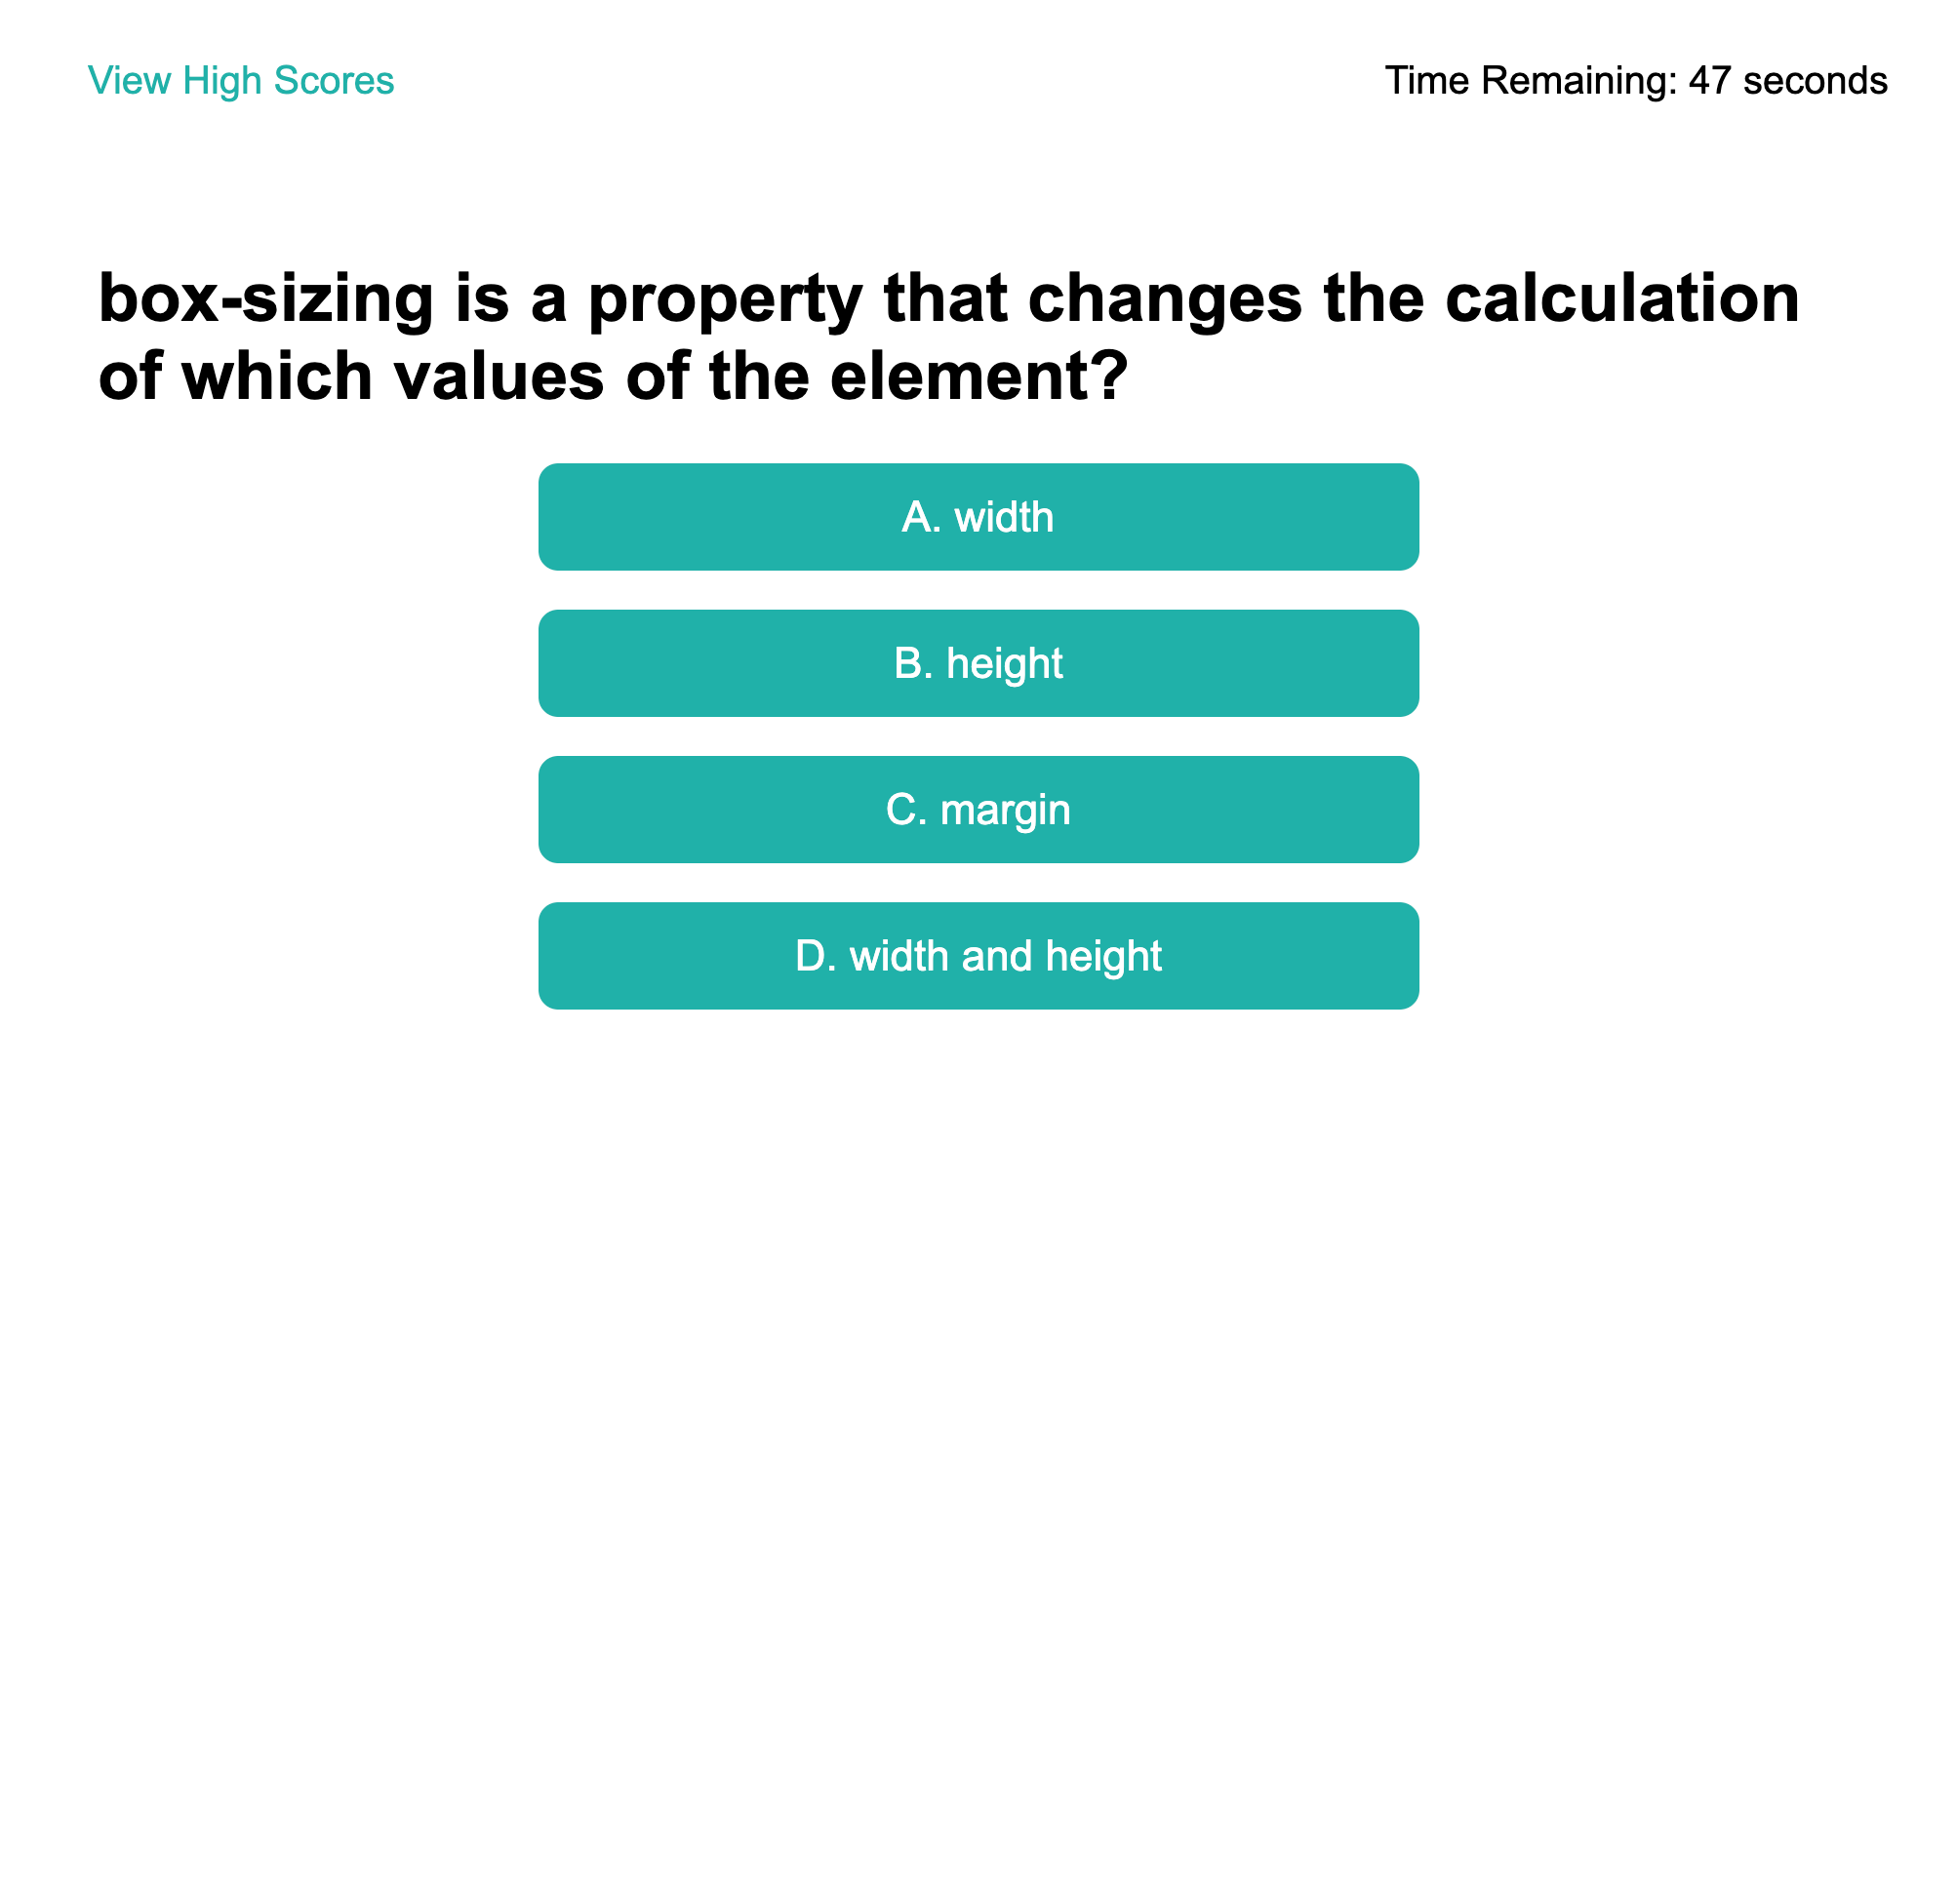 View High Scores
Time Remaining: 47 seconds
box-sizing is a property that changes the calculation
of which values of the element?
A. width
B. height
C. margin
D. width and height